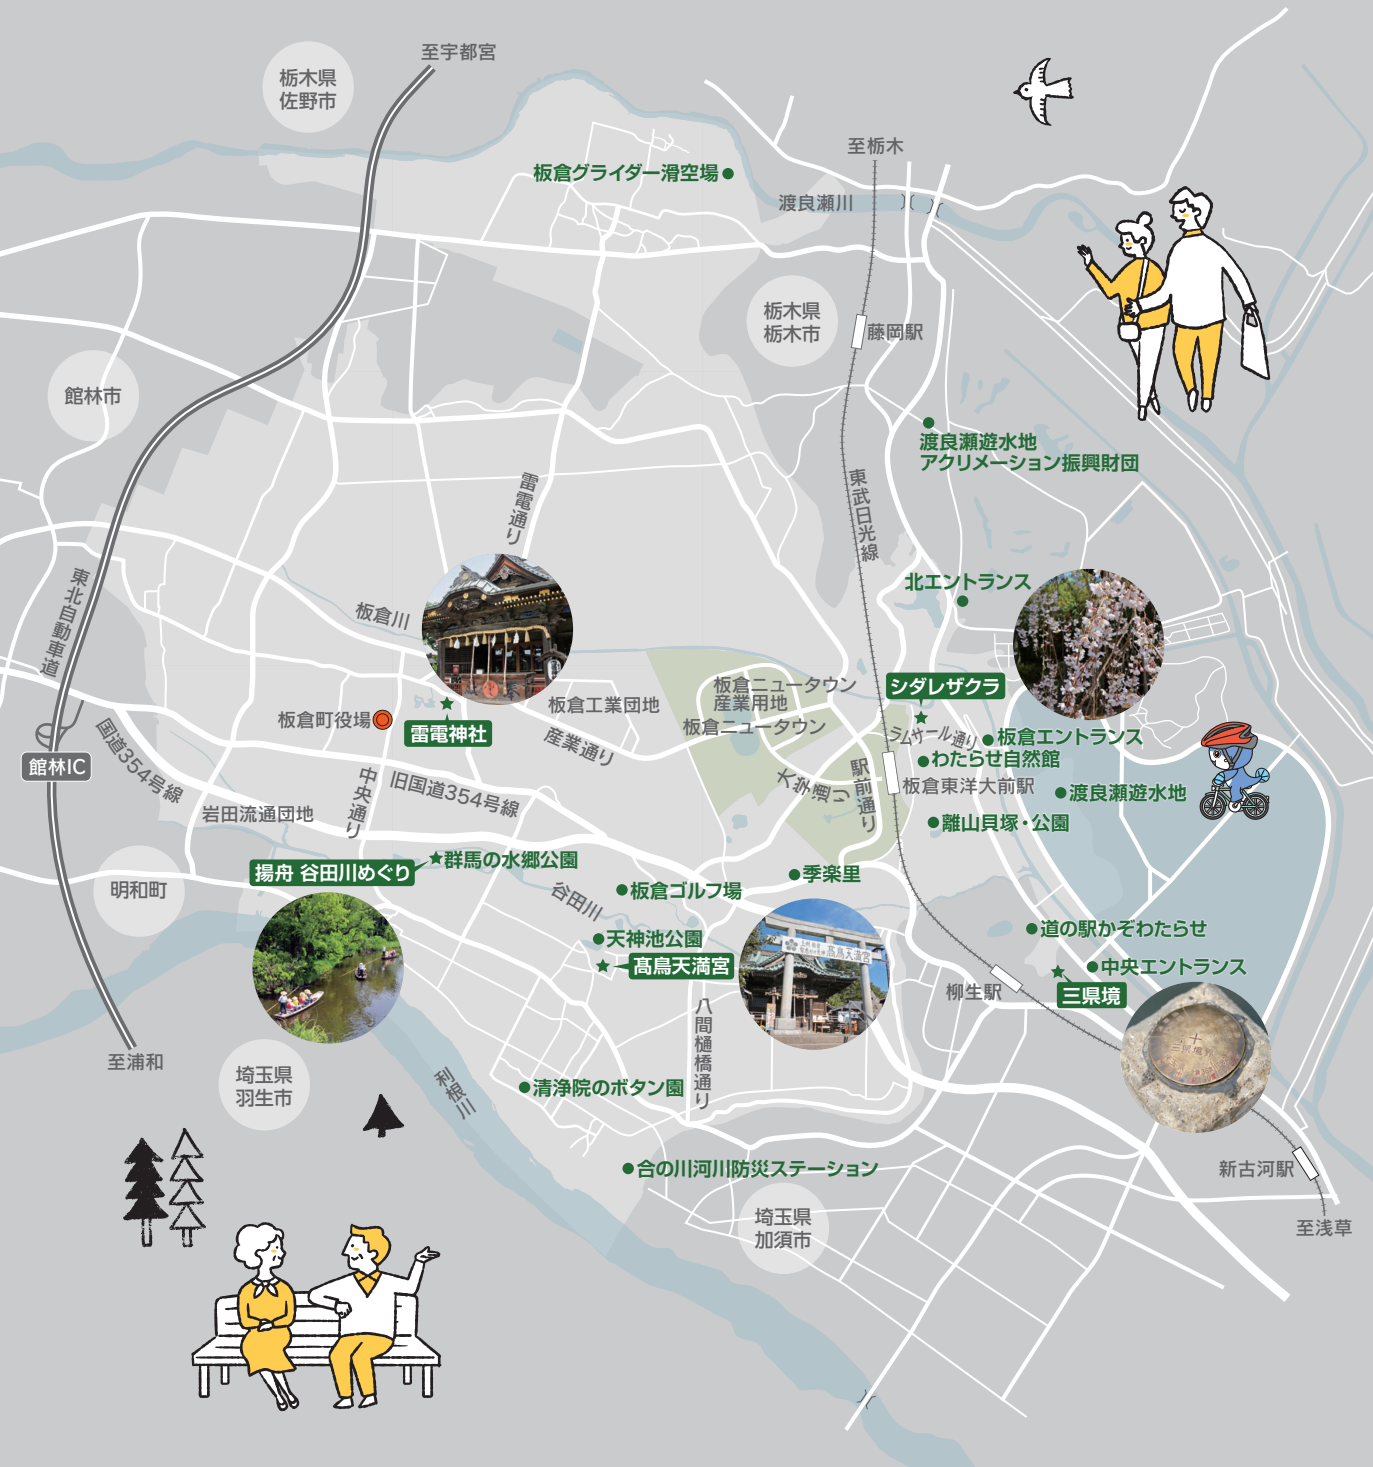 至宇都宮
栃木県
佐野市
至栃木
板倉グライダー滑空場
渡良瀬川
栃木県
栃木市
藤岡駅
館林市
渡良瀬遊水地
アクリメーション振興財団
東武日光線
雷電通り
東北自動車道
北エントランス
板倉川
シダレザクラ
板倉ニュータウン
産業用地
板倉ニュータウン
板倉工業団地
板倉町役場
雷電神社
産業通り
ラムサール通り
板倉エントランス
わたらせ自然館
館林IC
国道354号線
中央通り
旧国道354号線
大学通り
駅前通り
板倉東洋大前駅
渡良瀬遊水地
岩田流通団地
離山貝塚・公園
揚舟 谷田川めぐり
群馬の水郷公園
季楽里
明和町
谷田川
板倉ゴルフ場
道の駅かぞわたらせ
天神池公園
高鳥天満宮
高鳥天満宮
中央エントランス
柳生駅
三県境
八間樋橋通り
三県境界
至浦和
埼玉県
羽生市
利根川
清浄院のボタン園
合の川河川防災ステーション
新古河駅
埼玉県
加須市
至浅草